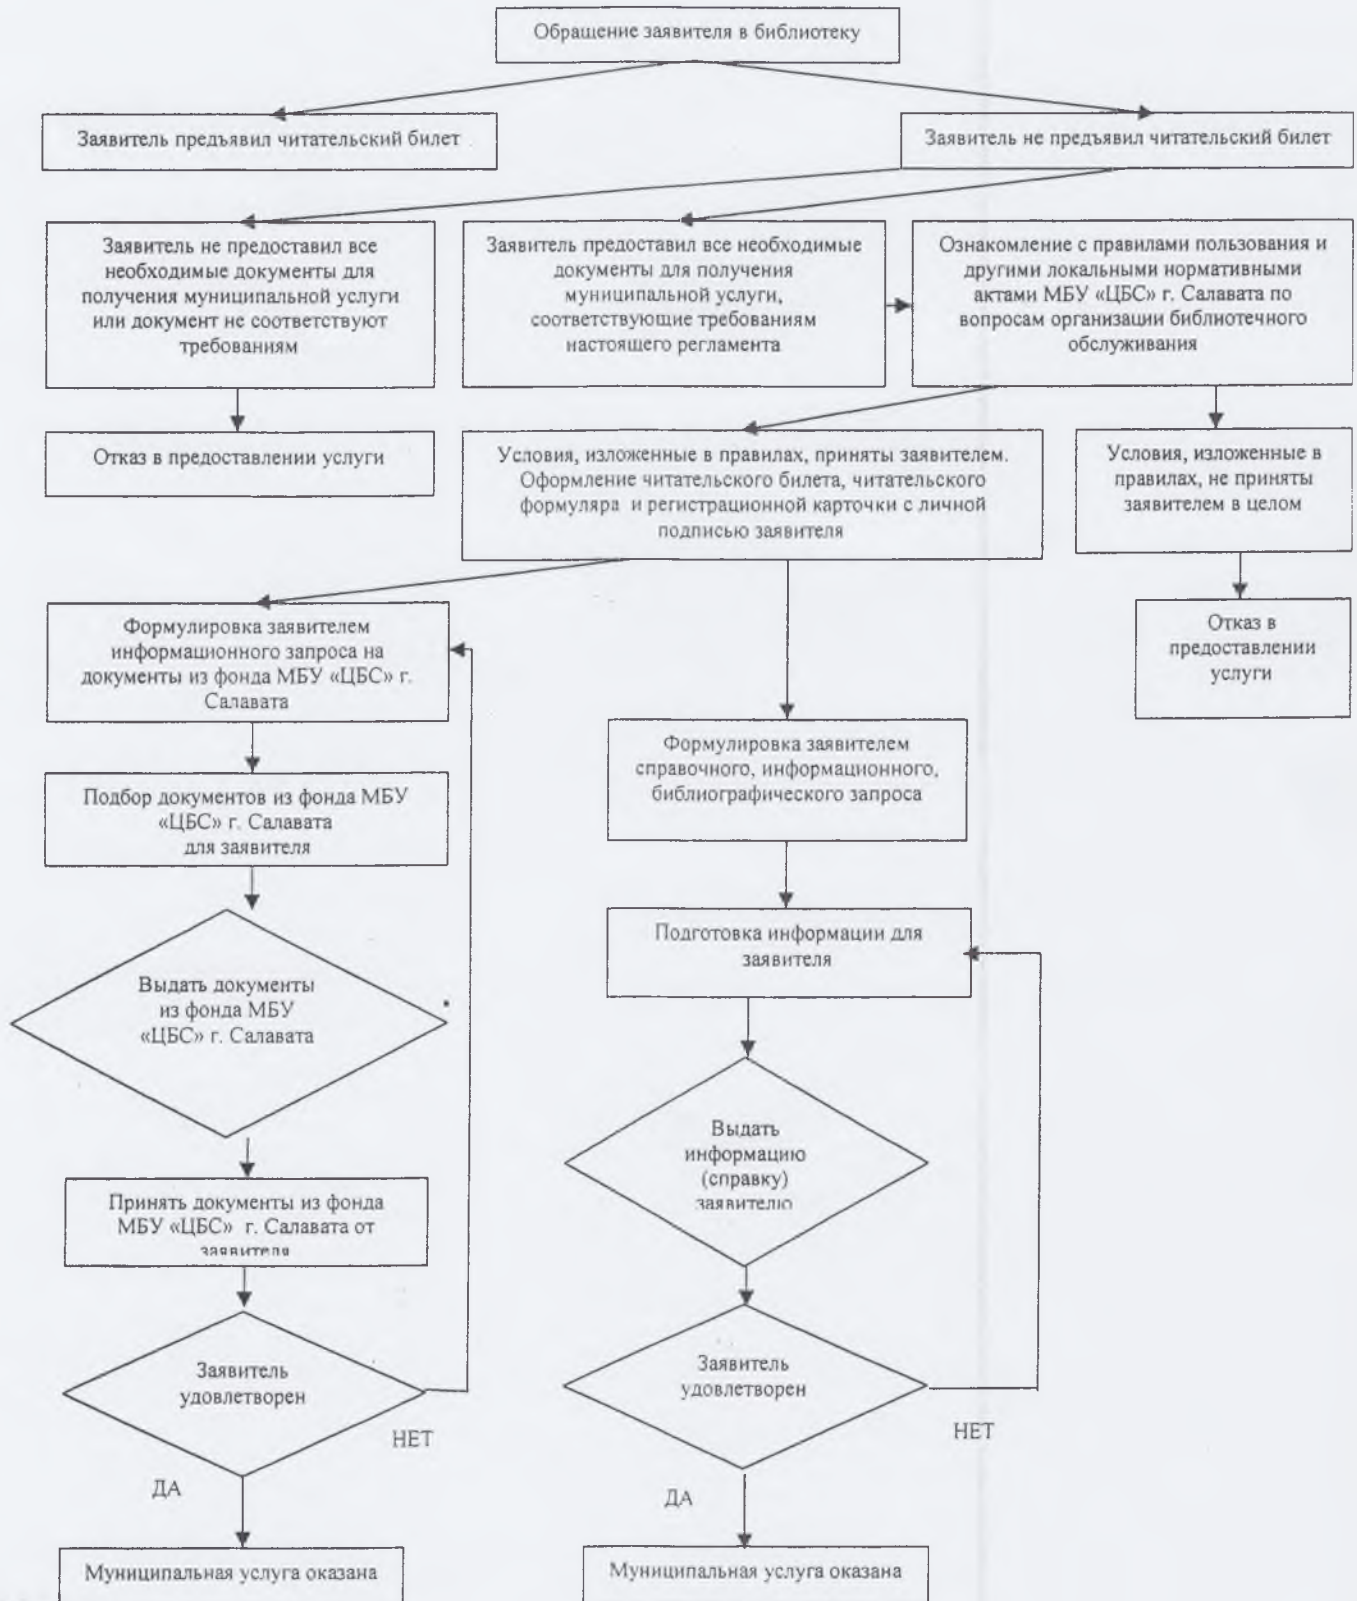 Обращение заявителя в библиотеку
Заявитель предъявил читательский билет
Заявитель не предъявил читательский билет
Заявитель не предоставил все
необходимые документы для
получения муниципальной услуги
или документ не соответствуют
требованиям
Заявитель предоставил все необходимые
документы для получения
муниципальной услуги,
соответствующие требованиям
настоящего регламента
Ознакомление с правилами пользования и
другими локальными нормативными
актами МБУ «ЦБС» г. Салавата по
вопросам организации библиотечного
обслуживания
Отказ в предоставлении услуги
Условия, изложенные в правилах, приняты заявителем.
Оформление читательского билета, читательского
формуляра и регистрационной карточки с личной
подписью заявителя
Условия, изложенные в
правилах, не приняты
заявителем в целом
Формулировка заявителем
информационного запроса на
документы из фонда МБУ «ЦБС» г.
Салавата
Отказ в
предоставлении
услуги
Формулировка заявителем
справочного, информационного,
библиографического запроса
Подбор документов из фонда МБУ
«ЦБС» г. Салавата
для заявителя
Подготовка информации для
заявителя
Выдать документы
из фонда МБУ
«ЦБС» г. Салавата
Выдать
информацию
(справку)
заявителю
Принять документы из фонда
МБУ «ЦБС» г. Салавата от
заявителя
Заявитель
удовлетворен
НЕТ
ДА
Заявитель
удовлетворен
НЕТ
ДА
Муниципальная услуга оказана
Муниципальная услуга оказана